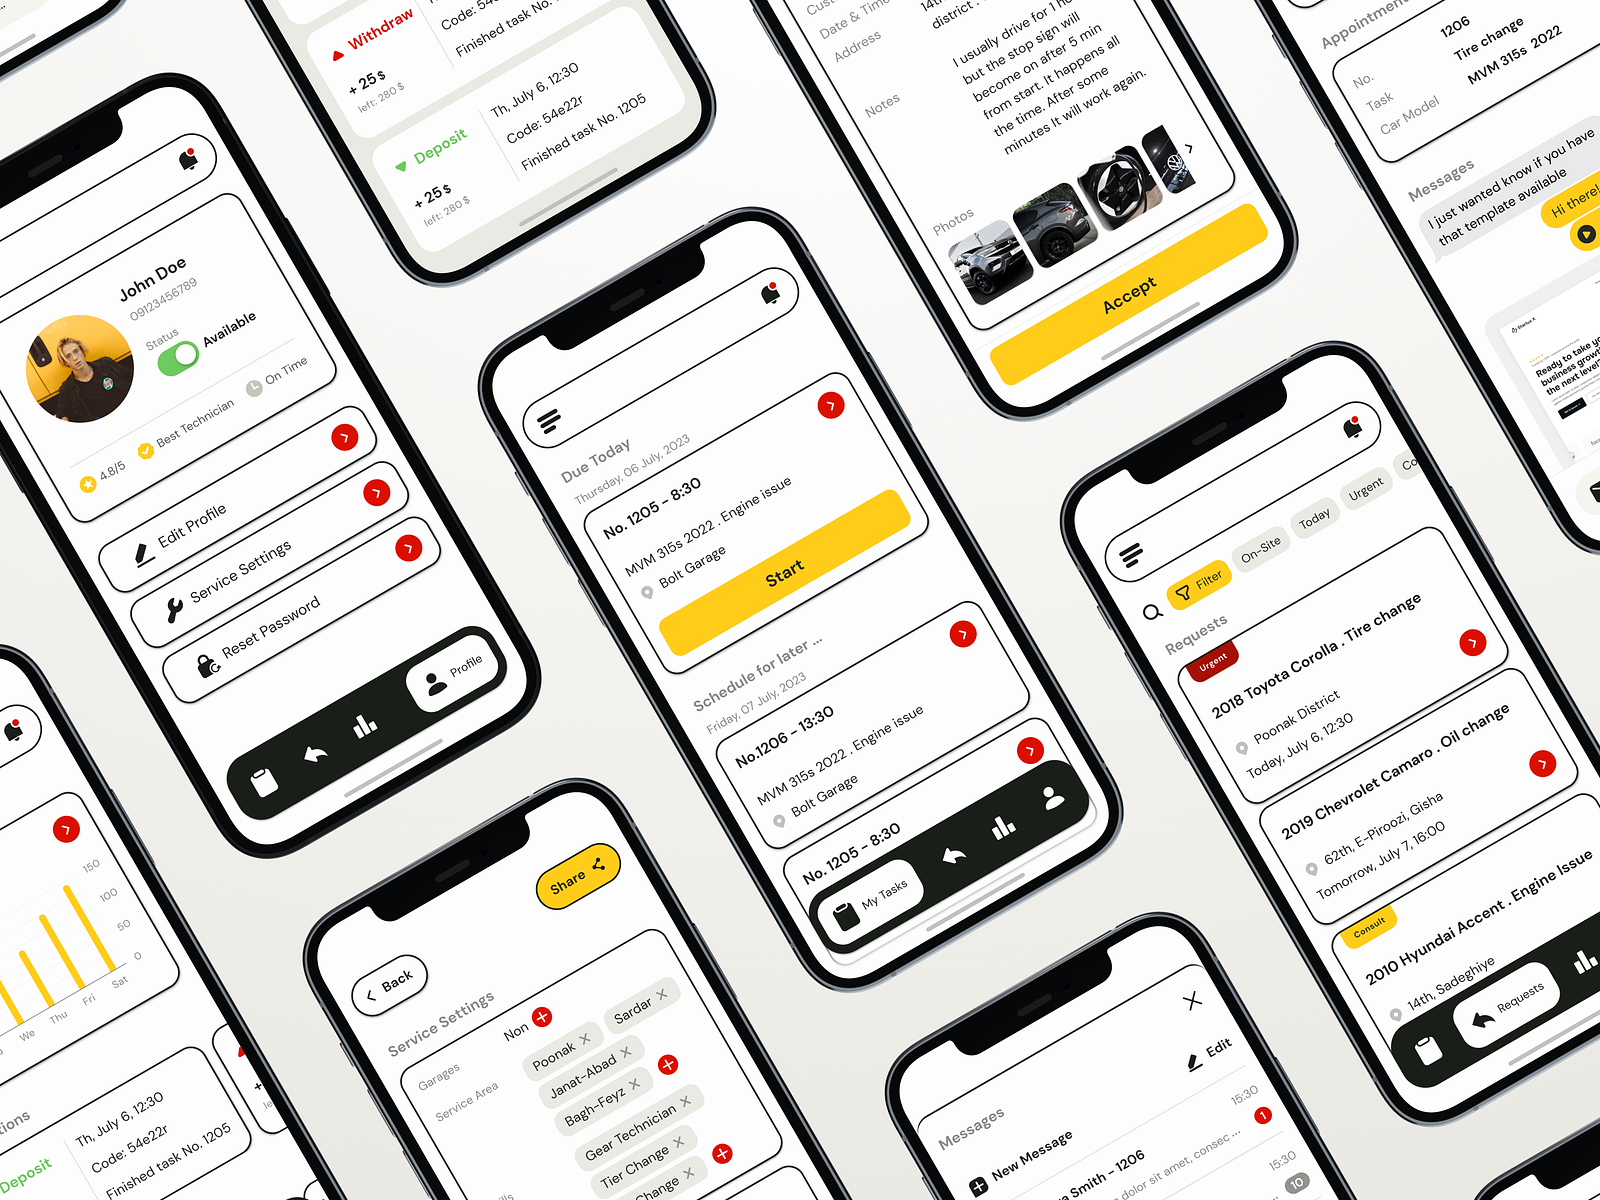 John Doe
09123456789
Status
Available
4.8/5
Best Technician
On Time
Edit Profile
Service Settings
Reset Password
Profile
Withdraw
+ 25 $
left: 280 $
Finished task No. 1205
Deposit
+ 25 $
left: 280 $
Th, July 6, 12:30
Code: 54e22r
Finished task No. 1205
Due Today
Thursday, 06 July, 2023
No. 1205 - 8:30
MVM 315s 2022 . Engine issue
Bolt Garage
Start
Schedule for later ...
Friday, 07 July, 2023
No.1206 - 13:30
MVM 315s 2022 . Engine issue
Bolt Garage
No. 1205 - 8:30
My Tasks
Date & Time
Address
district .
Notes
I usually drive for 1 ho
but the stop sign will
become on after 5 min
from start. It happens all
the time. After some
minutes It will work again.
Photos
Accept
Appointment
No.
1206
Task
Tire change
Car Model
MVM 315s 2022
Messages
I just wanted know if you have
that template available
Hi there!
Startup X
Ready to take yo
business growt
the next level?
Filter
On-Site
Today
Urgent
Co
Requests
Urgent
2018 Toyota Corolla . Tire change
Poonak District
Today, July 6, 12:30
2019 Chevrolet Camaro . Oil change
62th, E-Piroozi, Gisha
Tomorrow, July 7, 16:00
Consult
2010 Hyundai Accent . Engine Issue
14th, Sadeghiye
Requests
150
100
50
0
We
Thu
Fri
Sat
tions
Deposit
Th, July 6, 12:30
Code: 54e22r
Finished task No. 1205
Share
Back
Service Settings
Garages
Non
Service Area
Poonak
Sardar
Janat-Abad
Bagh-Feyz
Gear Technician
Tier Change
Change
Edit
Messages
New Message
15:30
a Smith - 1206
1
dolor sit amet, consec ...
15:30
10